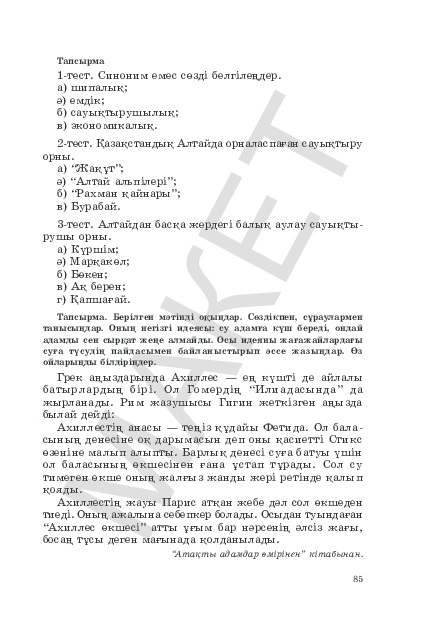 Тапсырма
1-тест. Синоним емес сөзді белгілеңдер.
а) шипалық;
ә) емдік;
б) сауықтырушылық;
в) экономикалық.
2-тест. Қазақстандық Алтайда орналаспаған сауықтыру
орны.
а) “Жақұт”;
ә) “Алтай альпілері”;
б) “Рахман қайнары”;
в) Бурабай.
3-тест. Алтайдан басқа жердегі балық аулау сауықты-
рушы орны.
а) Күршім;
ә) Марқакөл;
б) Бөкен;
в) Ақ берен;
г) Қапшағай.
Тапсырма. Берілген мәтінді оқыңдар. Сөздікпен, сұраулармен
танысыңдар. Оның негізгі идеясы: су адамға күш береді, ондай
адамды сен сырқат жеңе алмайды. Осы идеяны жағажайлардағы
суға түсудің пайдасымен байланыстырып эссе жазыңдар. Өз
ойларыңды білдіріңдер.
Грек аңыздарында Ахиллес — ең күшті де айлалы
батырлардың бірі. Ол Гомердің “Илиадасында” да
жырланады. Рим жазушысы Гигин жеткізген аңызда
былай дейді:
Ахиллестің анасы — теңіз құдайы Фетида. Ол бала-
сының денесіне оқ дарымасын деп оны қасиетті Стикс
өзеніне малып алыпты. Барлық денесі суға батуы үшін
ол баласының өкшесінен ғана ұстап тұрады. Сол су
тимеген өкше оның жалғыз жанды жері ретінде қалып
қояды.
Ахиллестің жауы Парис атқан жебе дәл сол өкшеден
тиеді. Оның ажалына себепкер болады. Осыдан туындаған
“Ахиллес өкшесі” атты ұғым бар нәрсенің әлсіз жағы,
босаң тұсы деген мағынада қолданылады.
“Атақты адамдар өмірінен” кітабынан.
85
МАКЕТ